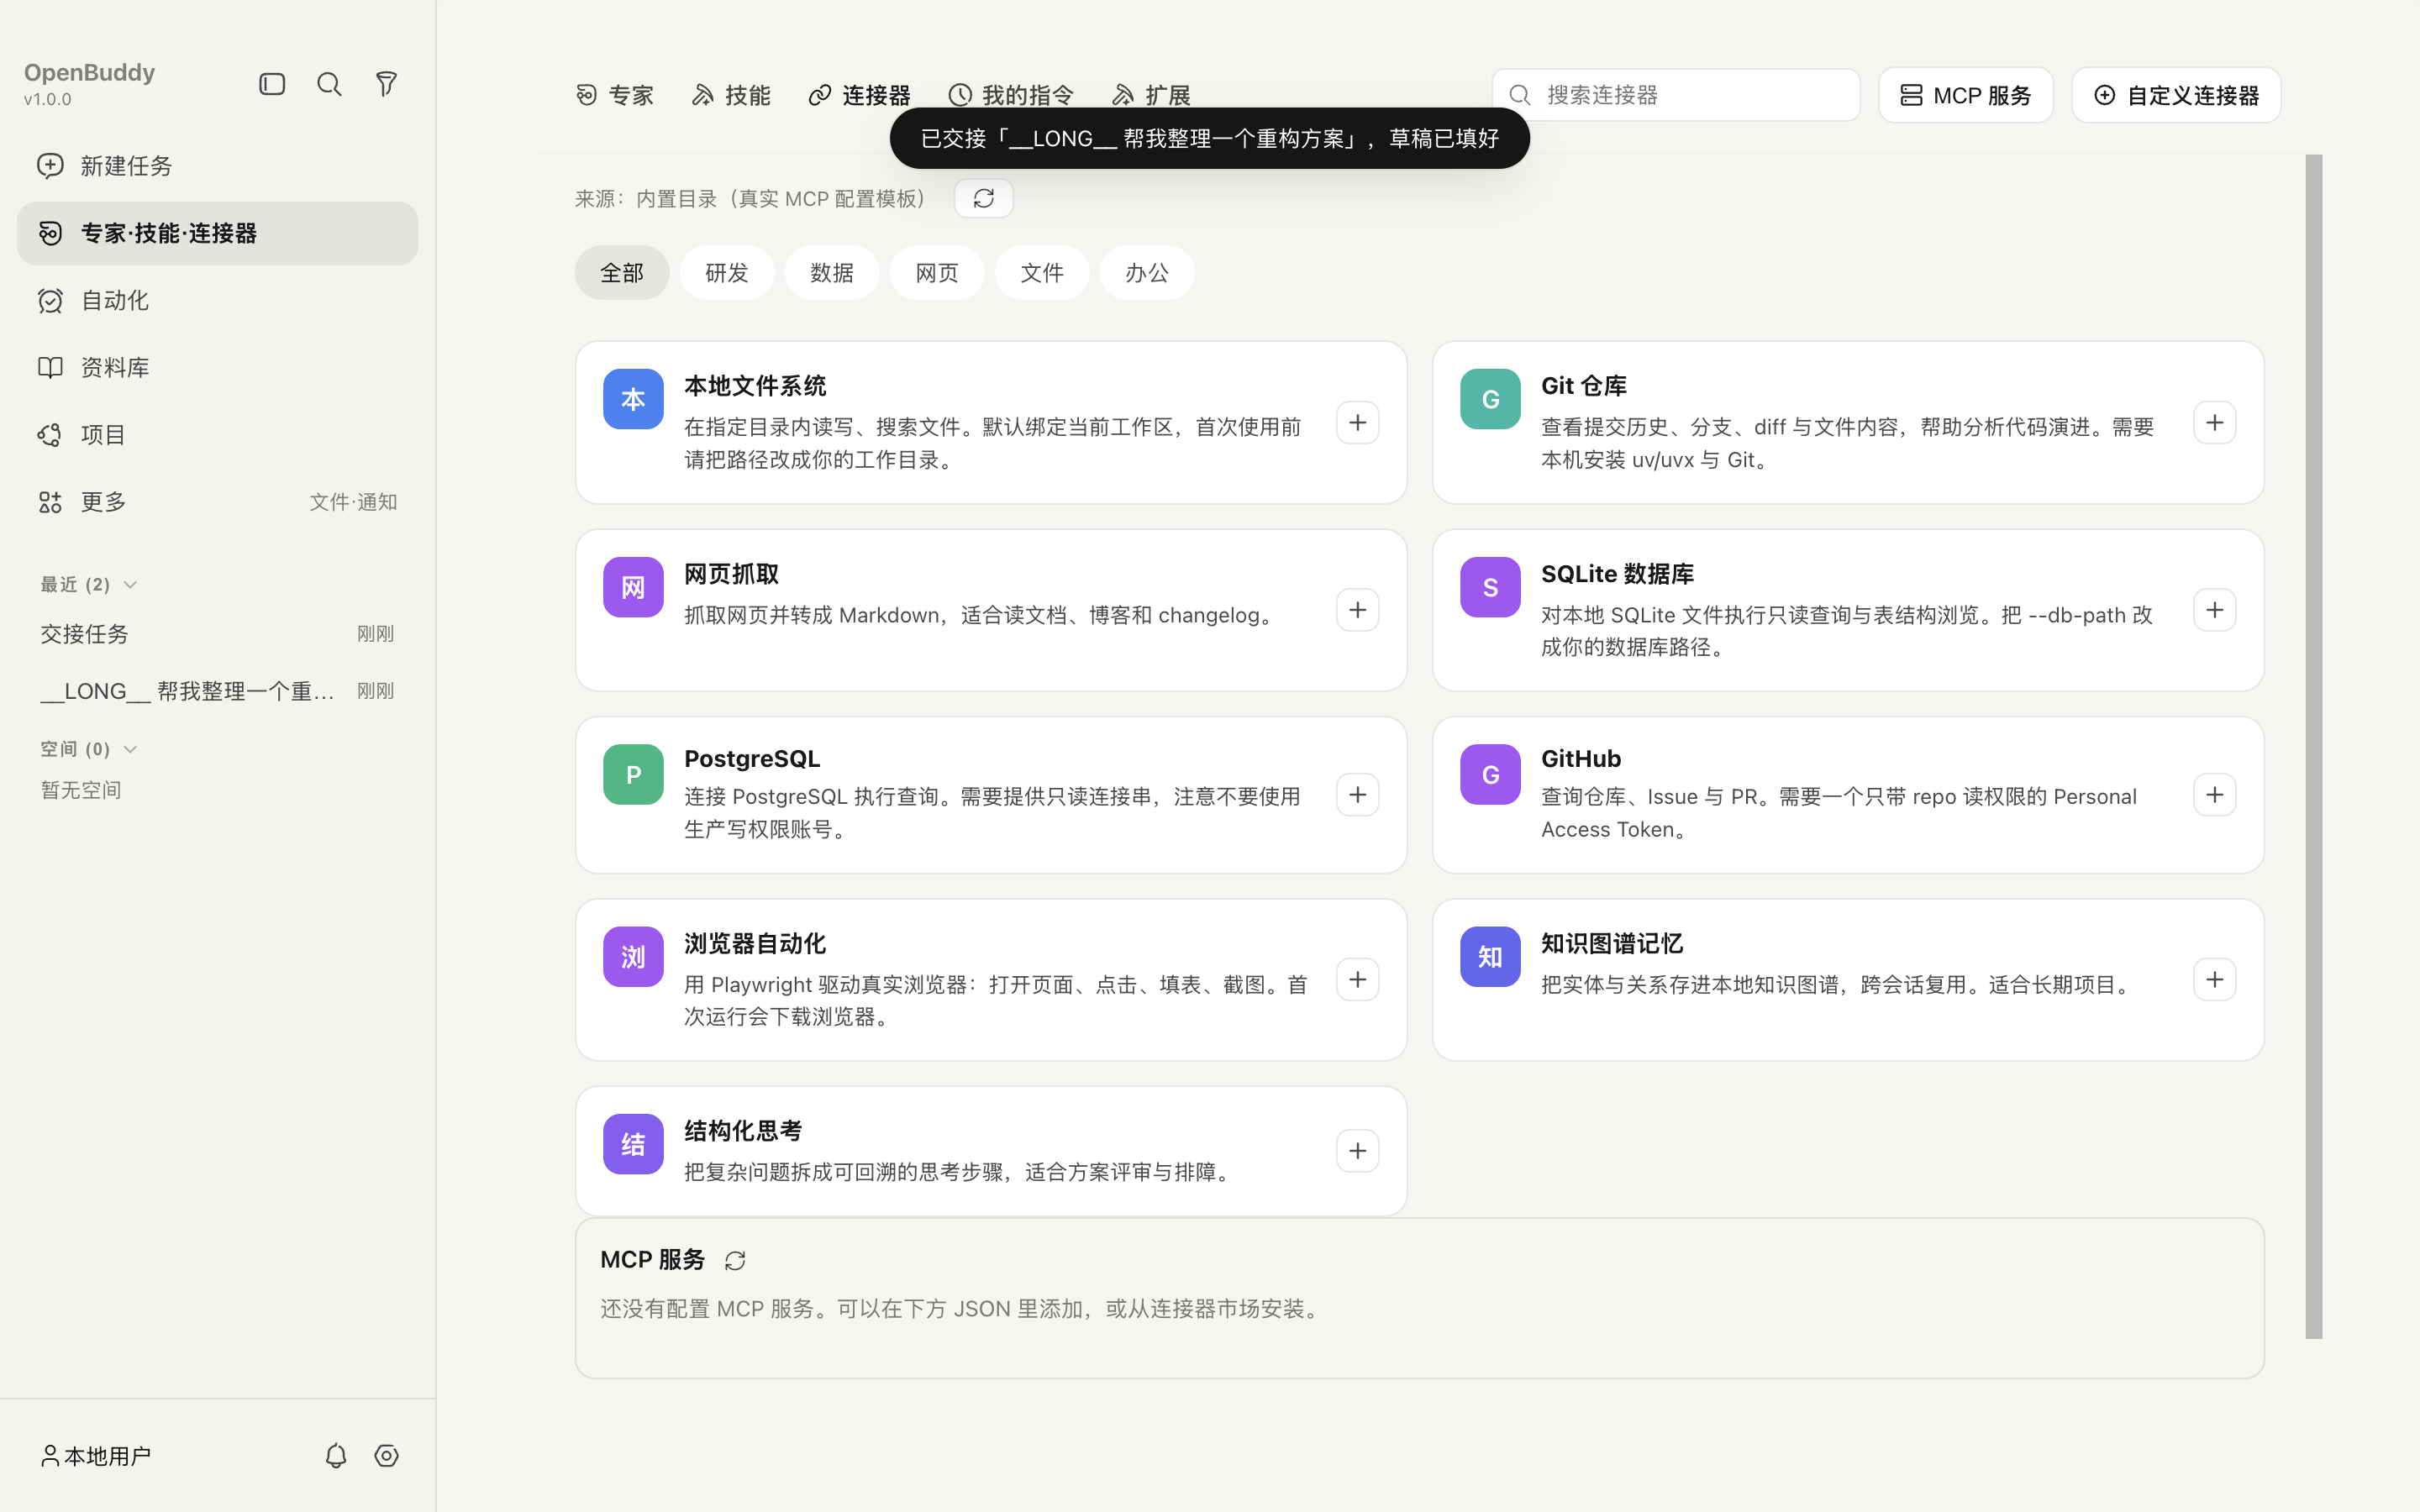 OpenBuddy
v1.0.0
新建任务
专家·技能·连接器
自动化
资料库
项目
更多
文件·通知
最近 (2)
交接任务
刚刚
__LONG__ 帮我整理一个重…
刚刚
空间 (0)
暂无空间
本地用户
专家
技能
连接器
我的指令
扩展
搜索连接器
MCP 服务
自定义连接器
已交接「__LONG__ 帮我整理一个重构方案」，草稿已填好
来源：内置目录（真实 MCP 配置模板）
全部
研发
数据
网页
文件
办公
本
本地文件系统
在指定目录内读写、搜索文件。默认绑定当前工作区，首次使用前
请把路径改成你的工作目录。
G
Git 仓库
查看提交历史、分支、diff 与文件内容，帮助分析代码演进。需要
本机安装 uv/uvx 与 Git。
网
网页抓取
抓取网页并转成 Markdown，适合读文档、博客和 changelog。
S
SQLite 数据库
对本地 SQLite 文件执行只读查询与表结构浏览。把 --db-path 改
成你的数据库路径。
P
PostgreSQL
连接 PostgreSQL 执行查询。需要提供只读连接串，注意不要使用
生产写权限账号。
G
GitHub
查询仓库、Issue 与 PR。需要一个只带 repo 读权限的 Personal
Access Token。
浏
浏览器自动化
用 Playwright 驱动真实浏览器：打开页面、点击、填表、截图。首
次运行会下载浏览器。
知
知识图谱记忆
把实体与关系存进本地知识图谱，跨会话复用。适合长期项目。
结
结构化思考
把复杂问题拆成可回溯的思考步骤，适合方案评审与排障。
MCP 服务
还没有配置 MCP 服务。可以在下方 JSON 里添加，或从连接器市场安装。